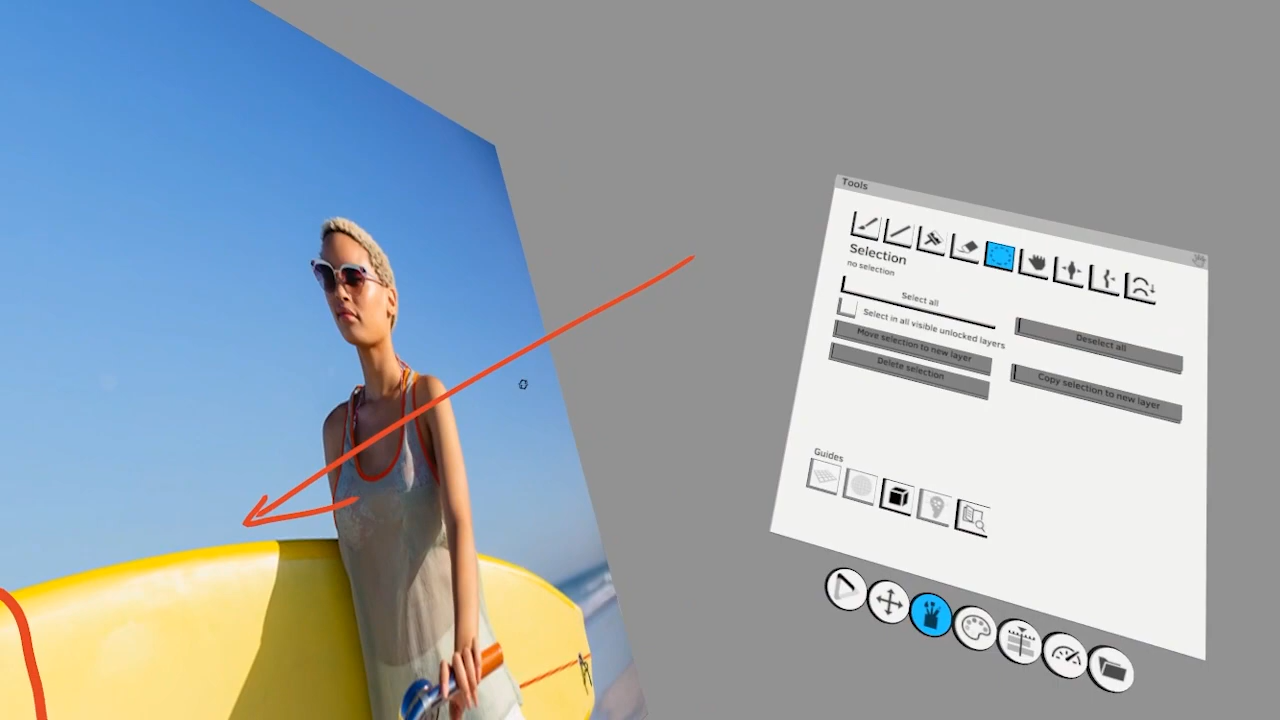 Tools
Selection
no selection
Select all
Select in all visible unlocked layers
Move selection to new layer
Deselect all
Delete selection
Copy selection to new layer
Guides